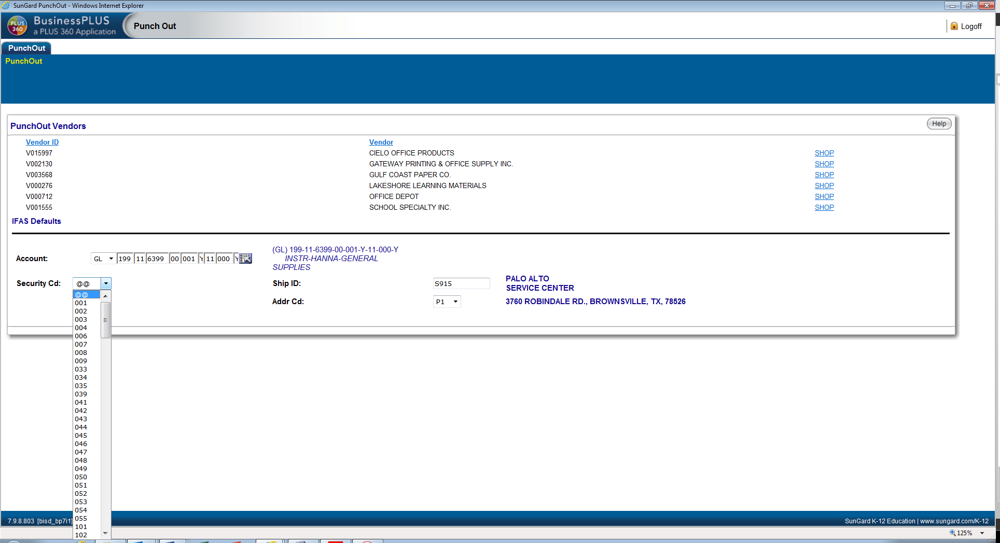 SunGard PunchOut - Windows Internet Explorer
PLUS 360
BusinessPLUS
a PLUS 360 Application
Punch Out
Logoff
PunchOut
PunchOut
PunchOut Vendors
Help
Vendor ID Vendor
V015997 CIELO OFFICE PRODUCTS SHOP
V002130 GATEWAY PRINTING & OFFICE SUPPLY INC. SHOP
V003568 GULF COAST PAPER CO. SHOP
V000276 LAKESHORE LEARNING MATERIALS SHOP
V000712 OFFICE DEPOT SHOP
V001555 SCHOOL SPECIALTY INC. SHOP
IFAS Defaults
Account: GL 199 11 6399 00 001 Y 11 000 Y
(GL) 199-11-6399-00-001-Y-11-000-Y
INSTR-HANNA-GENERAL
SUPPLIES
Security Cd: @@
Ship ID: S915
PALO ALTO
SERVICE CENTER
Addr Cd: P1 3760 ROBINDALE RD., BROWNSVILLE, TX, 78526
@@
001
002
003
004
006
007
008
009
033
034
035
039
041
042
043
044
045
046
047
048
049
050
051
052
053
054
055
101
102
7.9.8.803 [bisd_bp7i1]
SunGard K-12 Education | www.sungard.com/K-12
125%